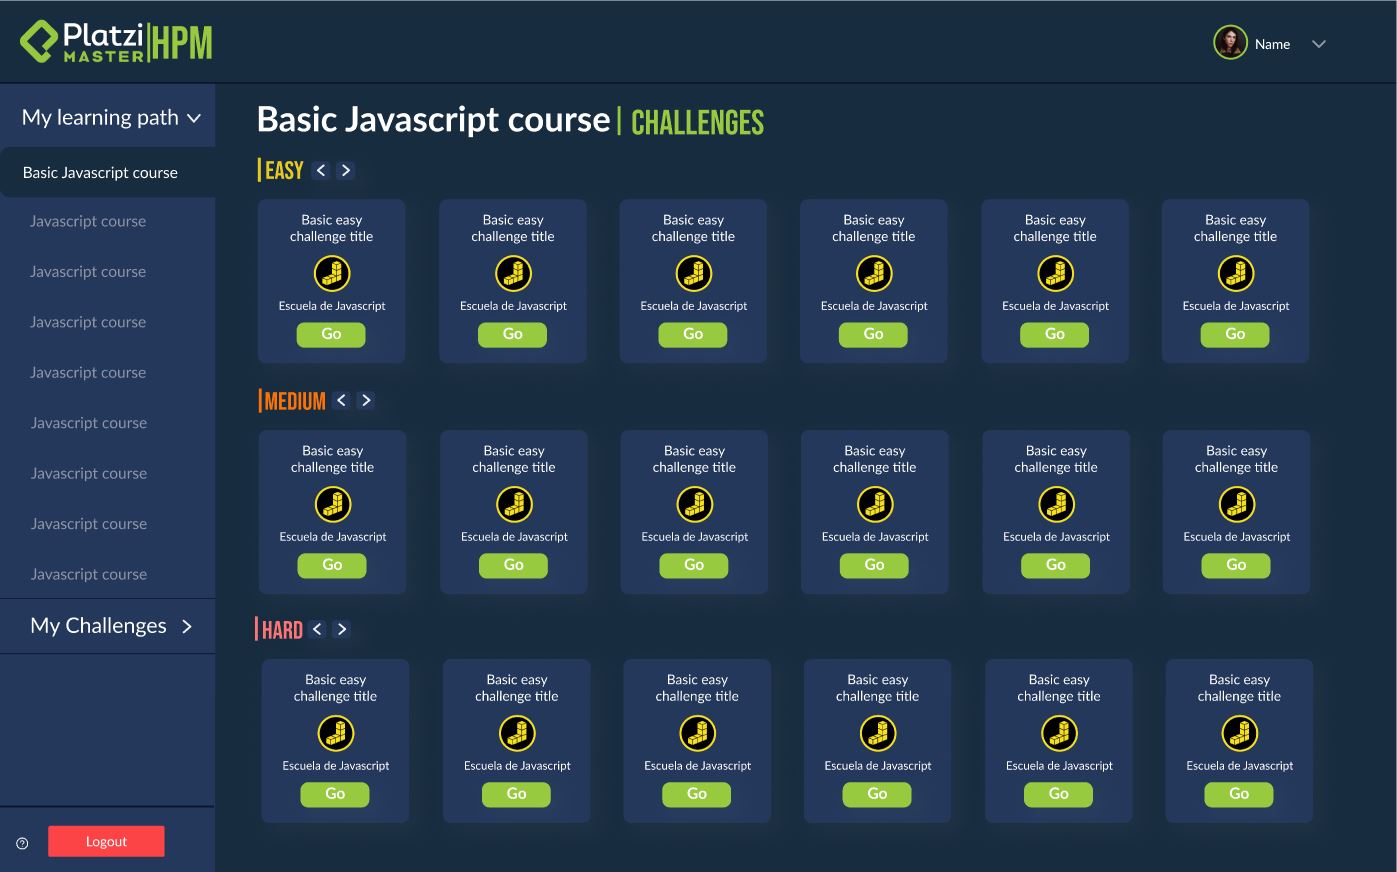 Platzi MASTER|HPM
Name
My learning path
Basic Javascript course
Javascript course
Javascript course
Javascript course
Javascript course
Javascript course
Javascript course
Javascript course
Javascript course
My Challenges
Logout
Basic Javascript course | CHALLENGES
EASY < >
Basic easy
challenge title
Escuela de Javascript
Go
Basic easy
challenge title
Escuela de Javascript
Go
Basic easy
challenge title
Escuela de Javascript
Go
Basic easy
challenge title
Escuela de Javascript
Go
Basic easy
challenge title
Escuela de Javascript
Go
Basic easy
challenge title
Escuela de Javascript
Go
MEDIUM < >
Basic easy
challenge title
Escuela de Javascript
Go
Basic easy
challenge title
Escuela de Javascript
Go
Basic easy
challenge title
Escuela de Javascript
Go
Basic easy
challenge title
Escuela de Javascript
Go
Basic easy
challenge title
Escuela de Javascript
Go
Basic easy
challenge title
Escuela de Javascript
Go
HARD < >
Basic easy
challenge title
Escuela de Javascript
Go
Basic easy
challenge title
Escuela de Javascript
Go
Basic easy
challenge title
Escuela de Javascript
Go
Basic easy
challenge title
Escuela de Javascript
Go
Basic easy
challenge title
Escuela de Javascript
Go
Basic easy
challenge title
Escuela de Javascript
Go